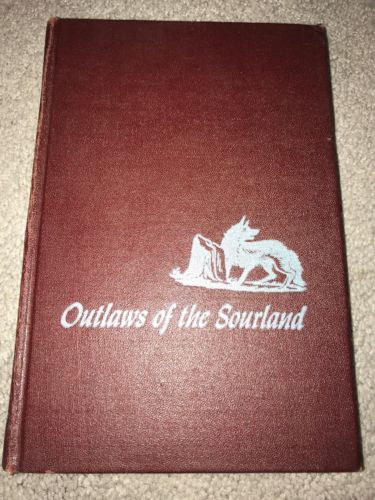 Outlaws of the Sourland